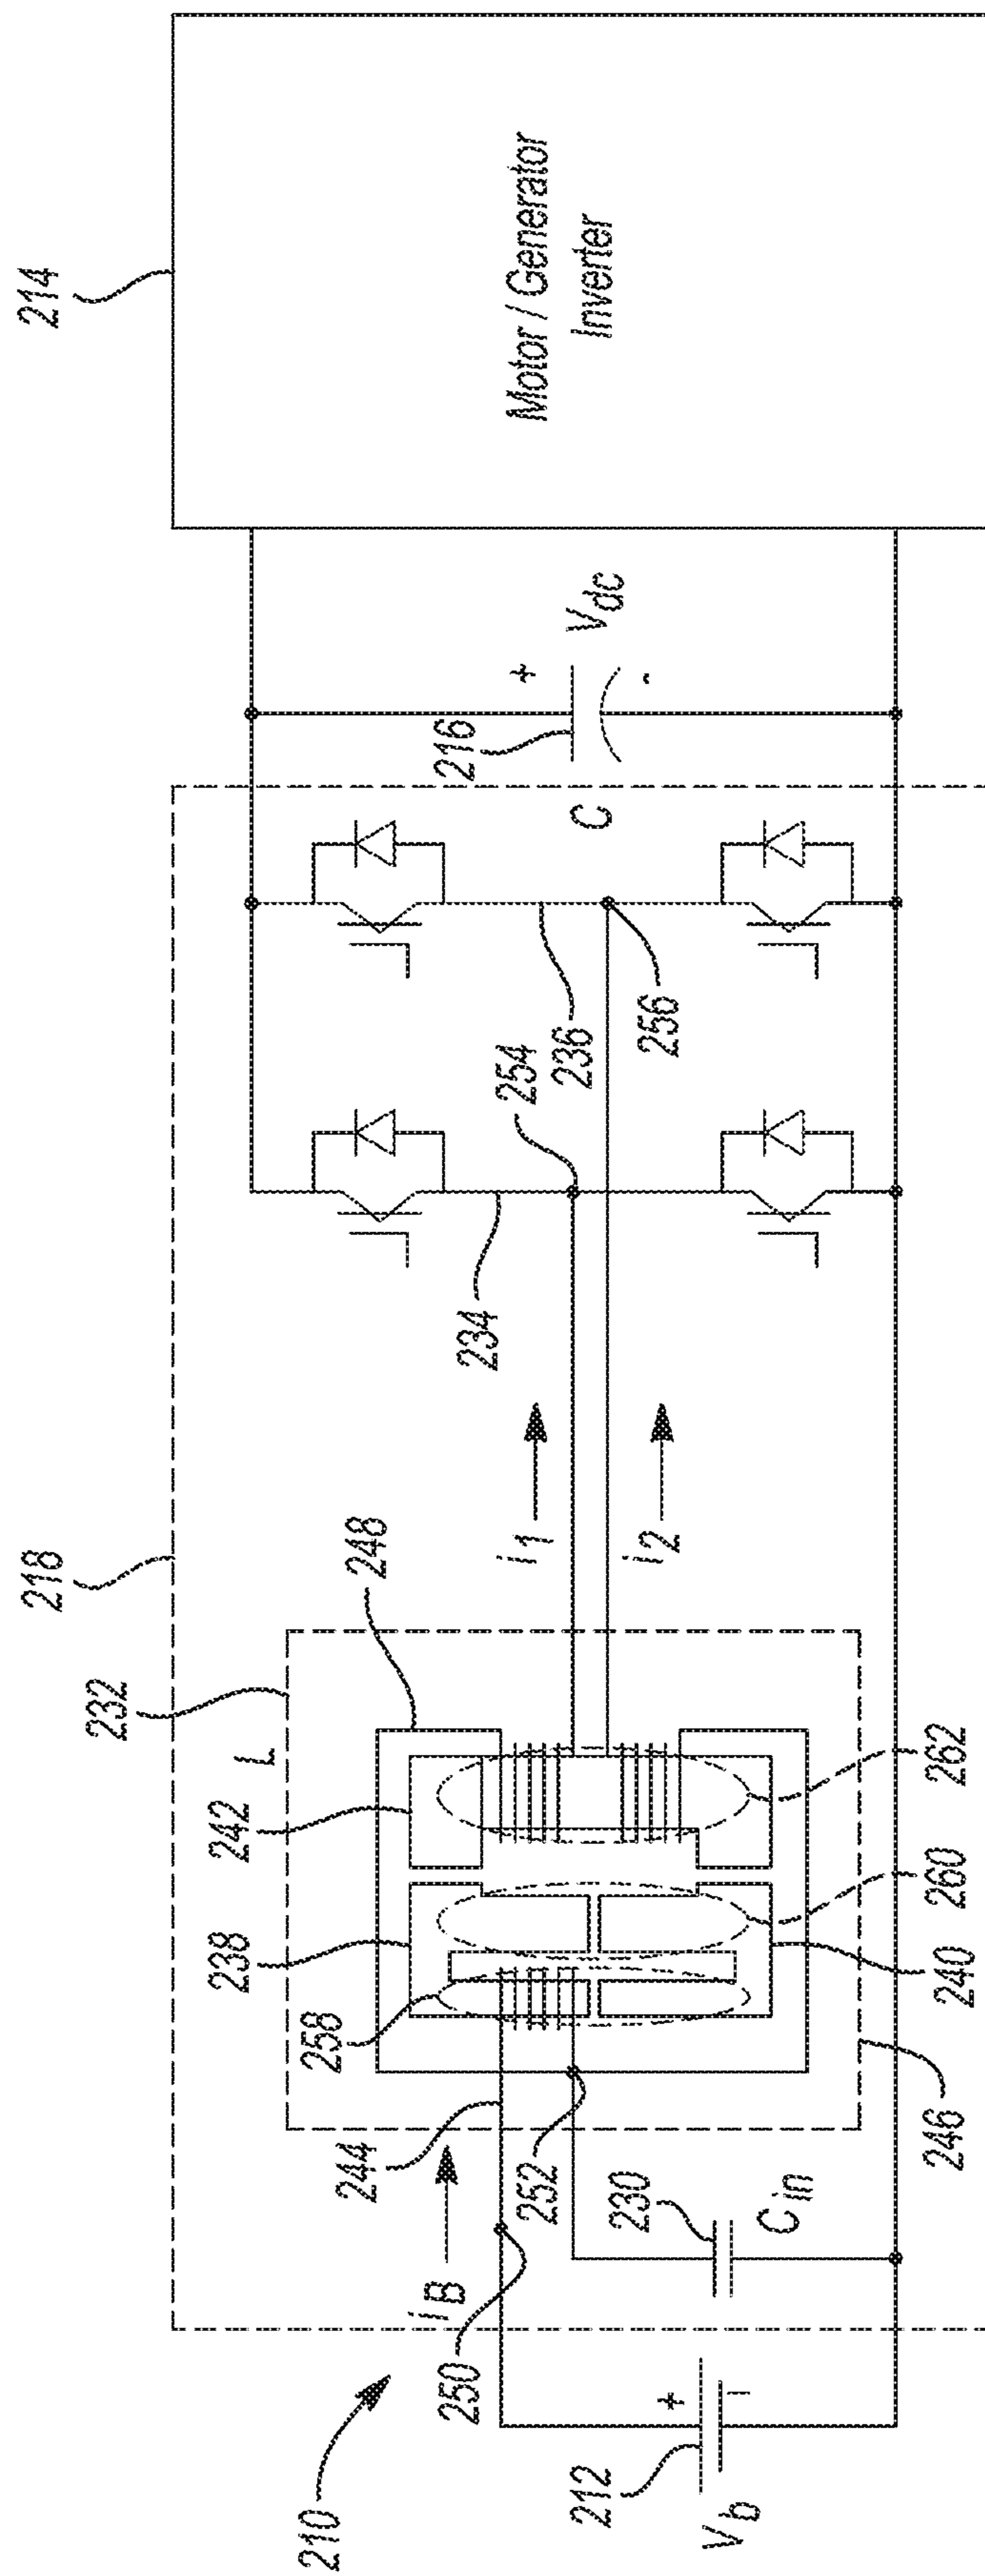 214
Motor / Generator
Inverter
218
232
L
248
242
238
258
244
iB
250
252
230
Cin
246
240
260
262
i1
i2
234
254
236
256
C
216
+
Vdc
-
210
212
Vb
+
-